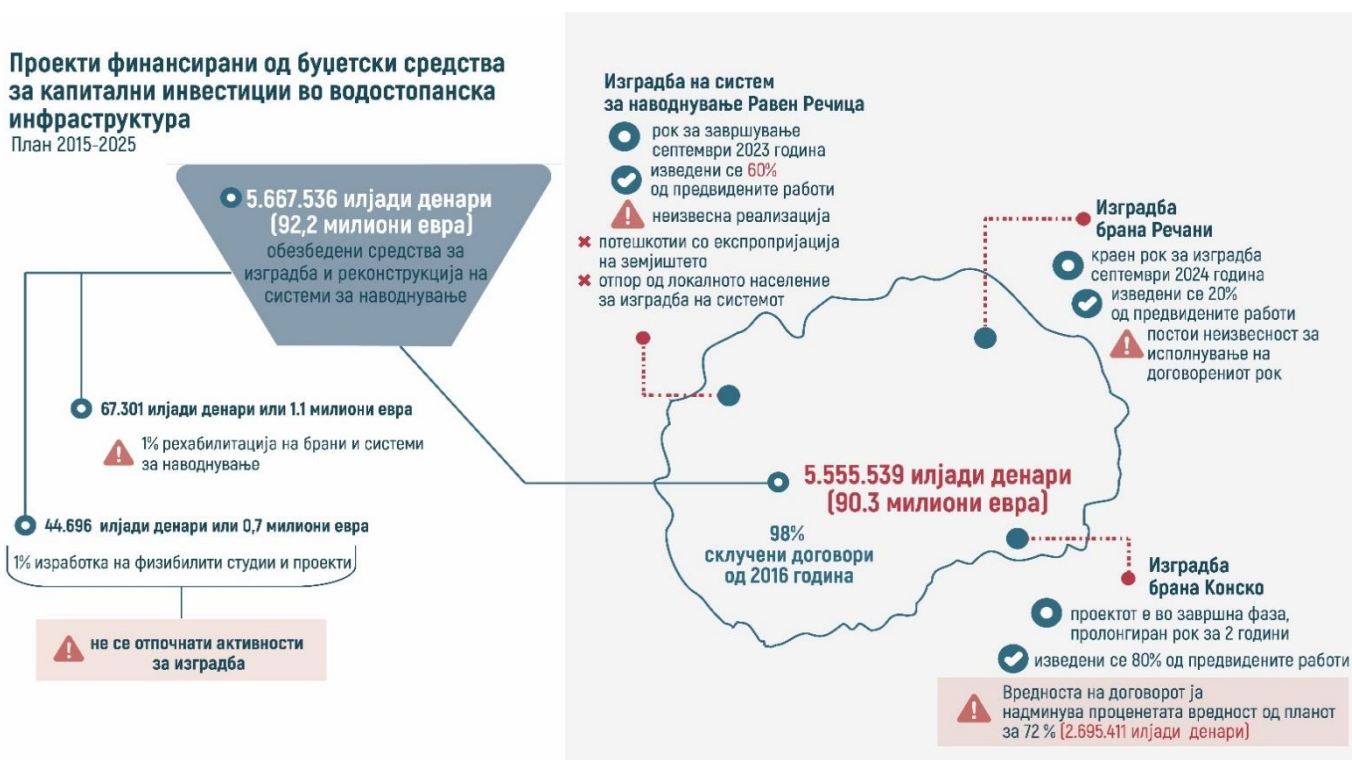 Проекти финансирани од буџетски средства
за капитални инвестиции во водостопанска
инфраструктура
План 2015-2025
5.667.536 илјади денари
(92,2 милиони евра)
обезбедени средства за
изградба и реконструкција на
системи за наводнување
67.301 илјади денари или 1.1 милиони евра
1% рехабилитација на брани и системи
за наводнување
44.696 илјади денари или 0,7 милиони евра
1% изработка на физибилити студии и проекти
не се отпочнати активности
за изградба
Изградба на систем
за наводнување Равен Речица
рок за завршување
септември 2023 година
изведени се 60%
од предвидените работи
неизвесна реализација
потешкотии со експропријација
на земјиштето
отпор од локалното население
за изградба на системот
Изградба
брана Речани
краен рок за изградба
септември 2024 година
изведени се 20%
од предвидените работи
постои неизвесност за
исполнување на
договорениот рок
5.555.539 илјади денари
(90.3 милиони евра)
98%
склучени договори
од 2016 година
Изградба
брана Конско
проектот е во завршна фаза,
пролонгиран рок за 2 години
изведени се 80% од предвидените работи
Вредноста на договорот ја
надминува проценетата вредност од планот
за 72 % (2.695.411 илјади денари)